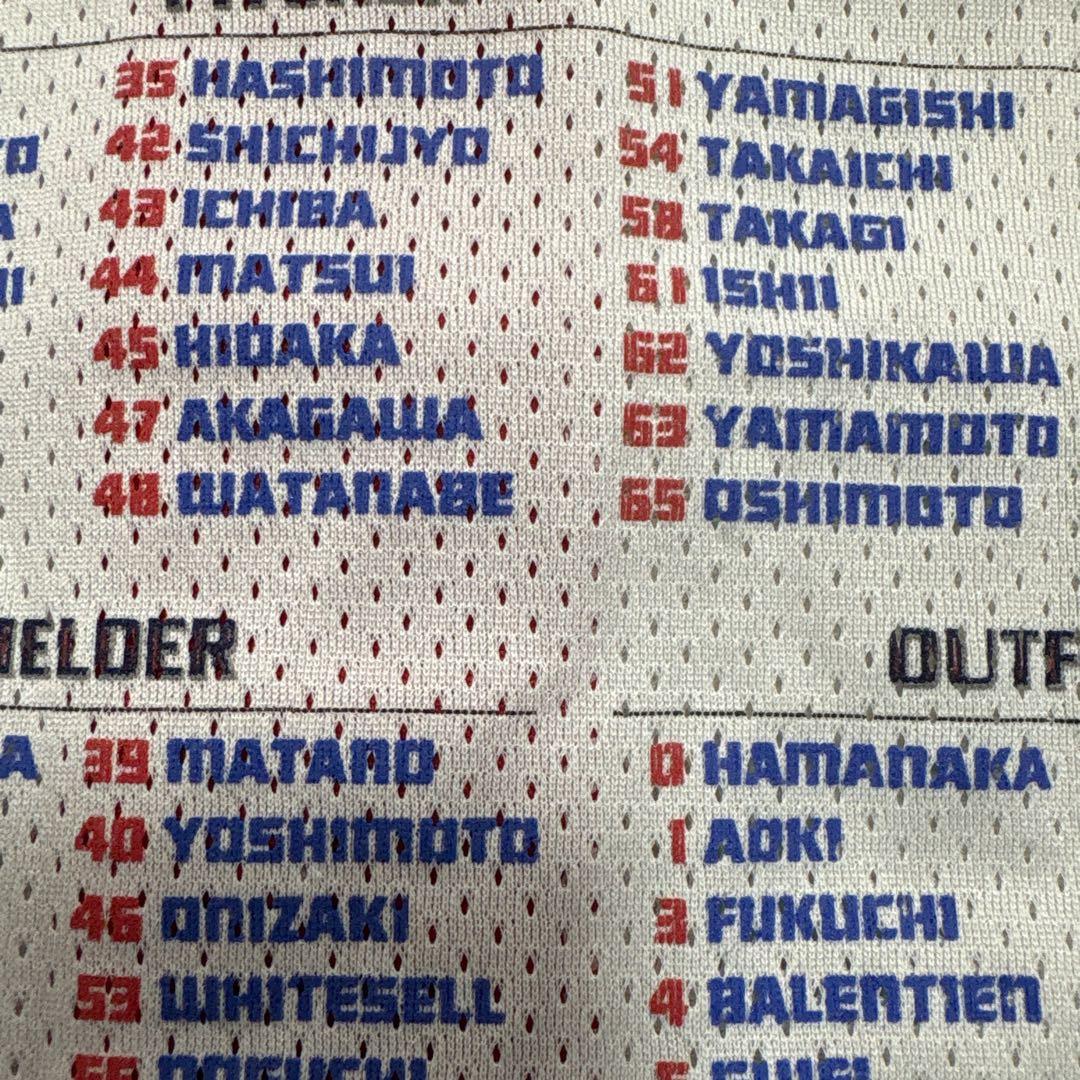 35 HASHIMOTO
42 SHICHIJYO
43 ICHIBA
44 MATSUI
45 HIDAKA
47 AKAGAWA
48 WATANABE
51 YAMAGISHI
54 TAKAICHI
58 TAKAGI
61 ISHII
62 YOSHIKAWA
63 YAMAMOTO
65 OSHIMOTO
IELDER
39 MATANO
40 YOSHIMOTO
46 ONIZAKI
53 WHITESELL
OUTF
0 HAMANAKA
1 AOKI
3 FUKUCHI
4 BALENTIEN